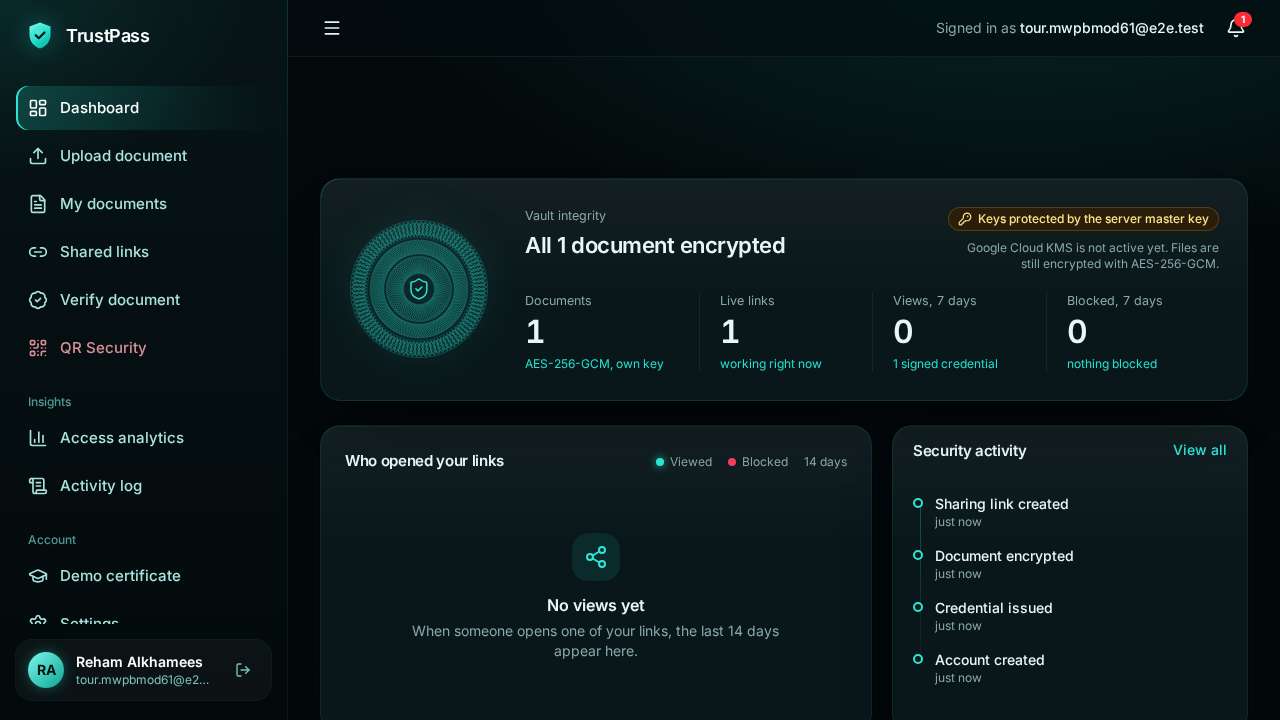 TrustPass
Signed in as tour.mwpbmod61@e2e.test
1
Dashboard
Upload document
My documents
Shared links
Verify document
QR Security
Insights
Access analytics
Activity log
Account
Demo certificate
Settings
RA
Reham Alkhamees
tour.mwpbmod61@e2...
Vault integrity
All 1 document encrypted
Keys protected by the server master key
Google Cloud KMS is not active yet. Files are
still encrypted with AES-256-GCM.
Documents
1
AES-256-GCM, own key
Live links
1
working right now
Views, 7 days
0
1 signed credential
Blocked, 7 days
0
nothing blocked
Who opened your links
Viewed
Blocked
14 days
No views yet
When someone opens one of your links, the last 14 days
appear here.
Security activity
View all
Sharing link created
just now
Document encrypted
just now
Credential issued
just now
Account created
just now